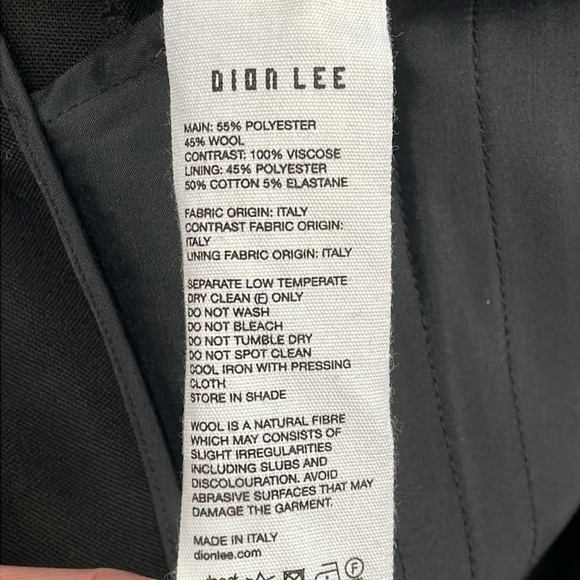 DION LEE
MAIN: 55% POLYESTER
45% WOOL
CONTRAST: 100% VISCOSE
LINING: 45% POLYESTER
50% COTTON 5% ELASTANE
FABRIC ORIGIN: ITALY
CONTRAST FABRIC ORIGIN:
ITALY
LINING FABRIC ORIGIN: ITALY
SEPARATE LOW TEMPERATE
DRY CLEAN (F) ONLY
DO NOT WASH
DO NOT BLEACH
DO NOT TUMBLE DRY
DO NOT SPOT CLEAN
COOL IRON WITH PRESSING
CLOTH
STORE IN SHADE
WOOL IS A NATURAL FIBRE
WHICH MAY CONSISTS OF
SLIGHT IRREGULARITIES
INCLUDING SLUBS AND
DISCOLOURATION. AVOID
ABRASIVE SURFACES THAT MAY
DAMAGE THE GARMENT.
MADE IN ITALY
dionlee.com
F